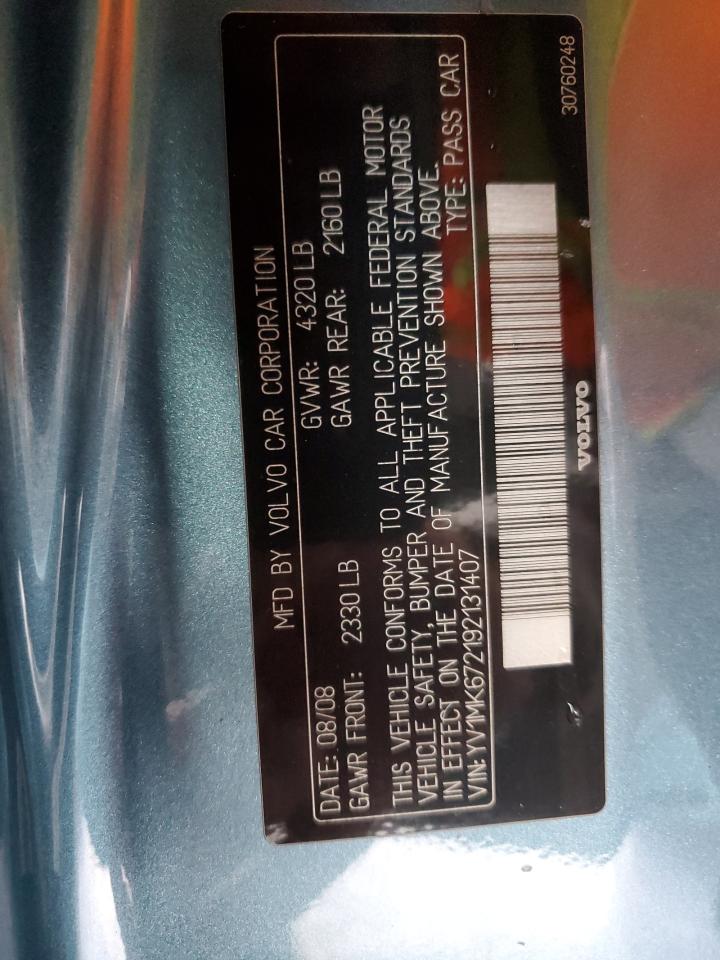 MFD BY VOLVO CAR CORPORATION
DATE: 08/08 GVWR: 4320 LB
GAWR FRONT: 2330 LB GAWR REAR: 2160 LB
THIS VEHICLE CONFORMS TO ALL APPLICABLE FEDERAL MOTOR
VEHICLE SAFETY, BUMPER AND THEFT PREVENTION STANDARDS
IN EFFECT ON THE DATE OF MANUFACTURE SHOWN ABOVE.
VIN: YV1MK672192131407 TYPE: PASS CAR
VOLVO 30760248